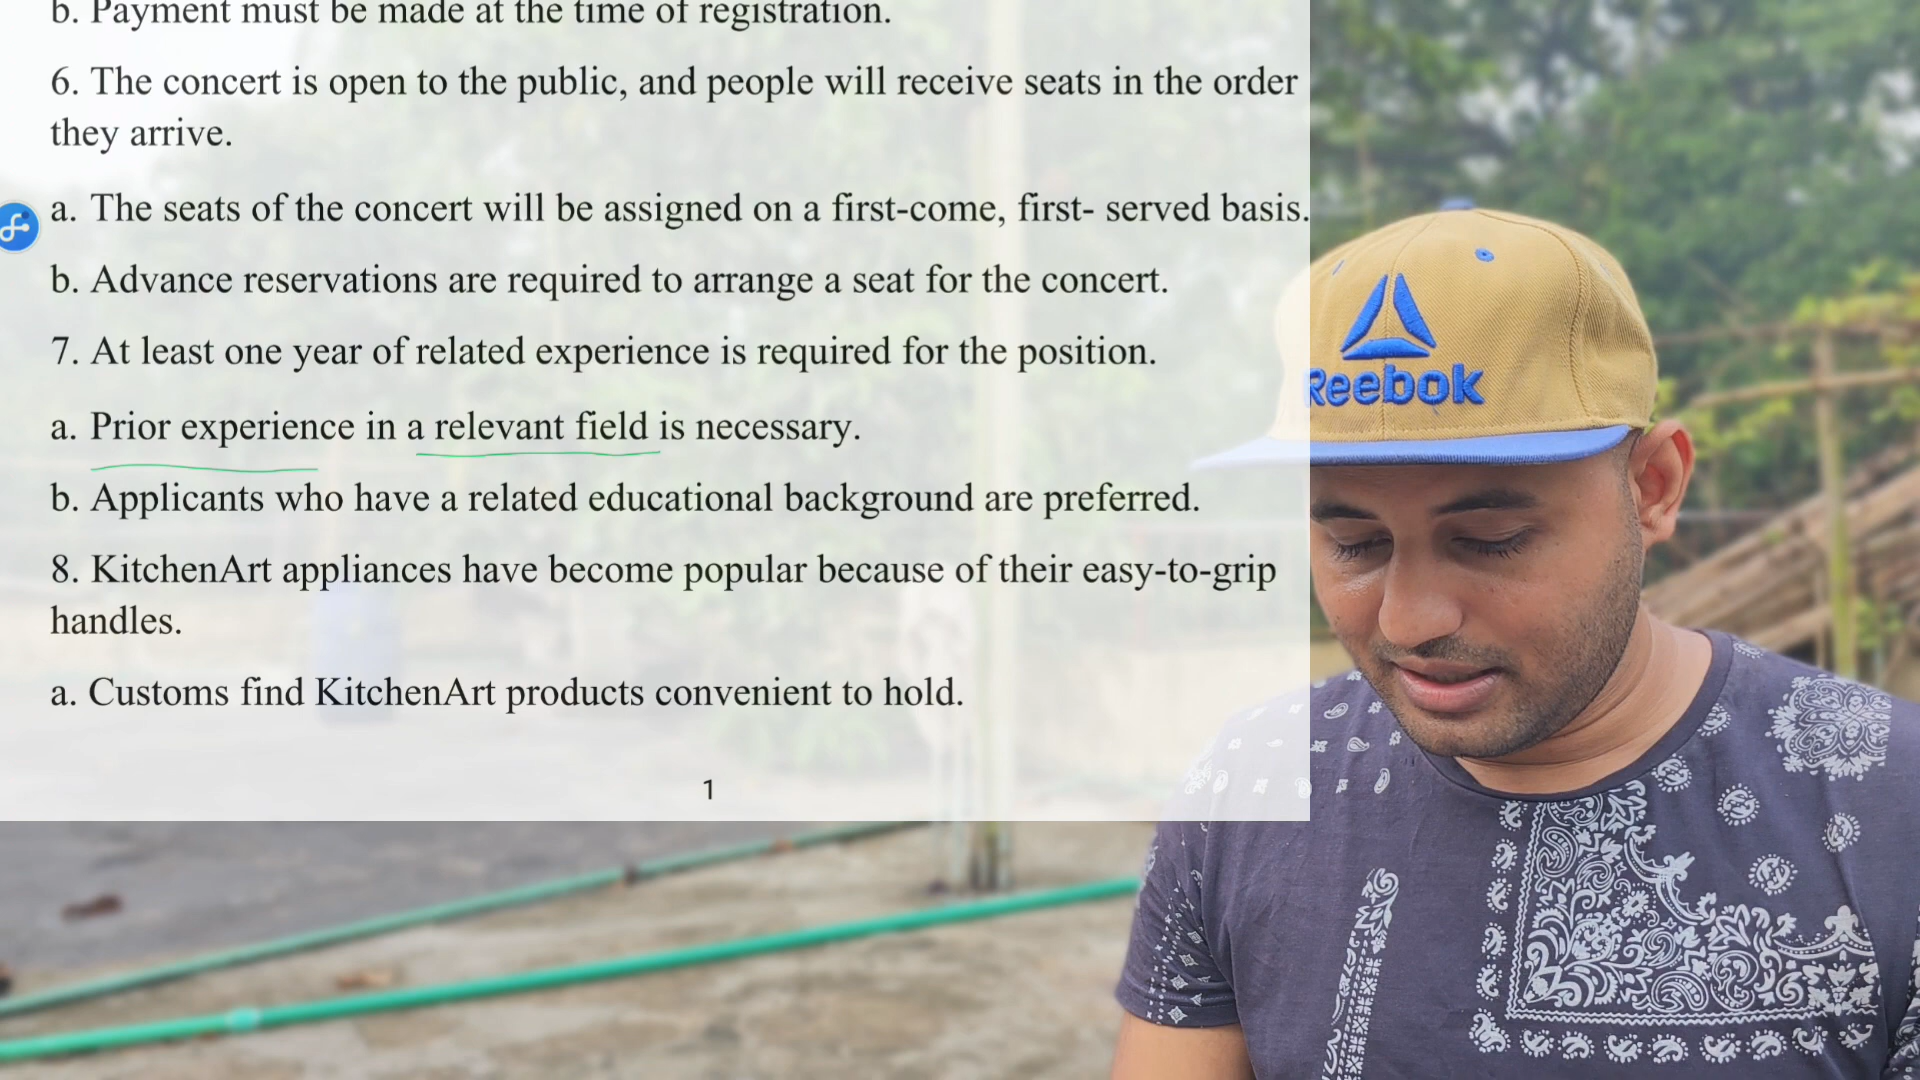 b. Payment must be made at the time of registration.
6. The concert is open to the public, and people will receive seats in the order
they arrive.
a. The seats of the concert will be assigned on a first-come, first- served basis.
b. Advance reservations are required to arrange a seat for the concert.
7. At least one year of related experience is required for the position.
a. Prior experience in a relevant field is necessary.
b. Applicants who have a related educational background are preferred.
8. KitchenArt appliances have become popular because of their easy-to-grip
handles.
a. Customs find KitchenArt products convenient to hold.
1
Reebok